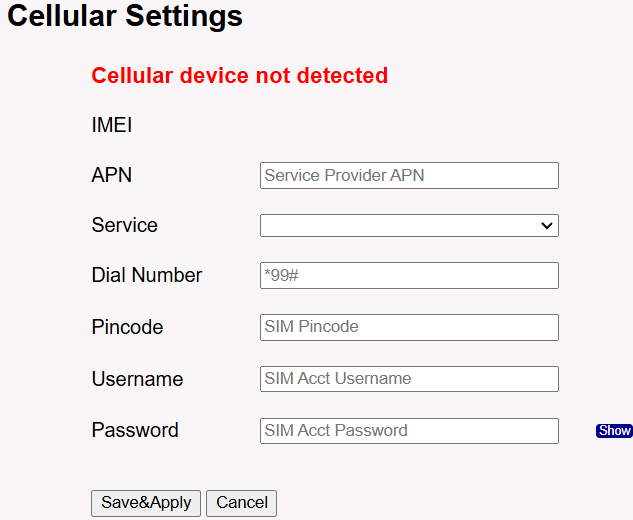 Cellular Settings
Cellular device not detected
IMEI
APN Service Provider APN
Service
Dial Number *99#
Pincode SIM Pincode
Username SIM Acct Username
Password SIM Acct Password Show
Save&Apply Cancel